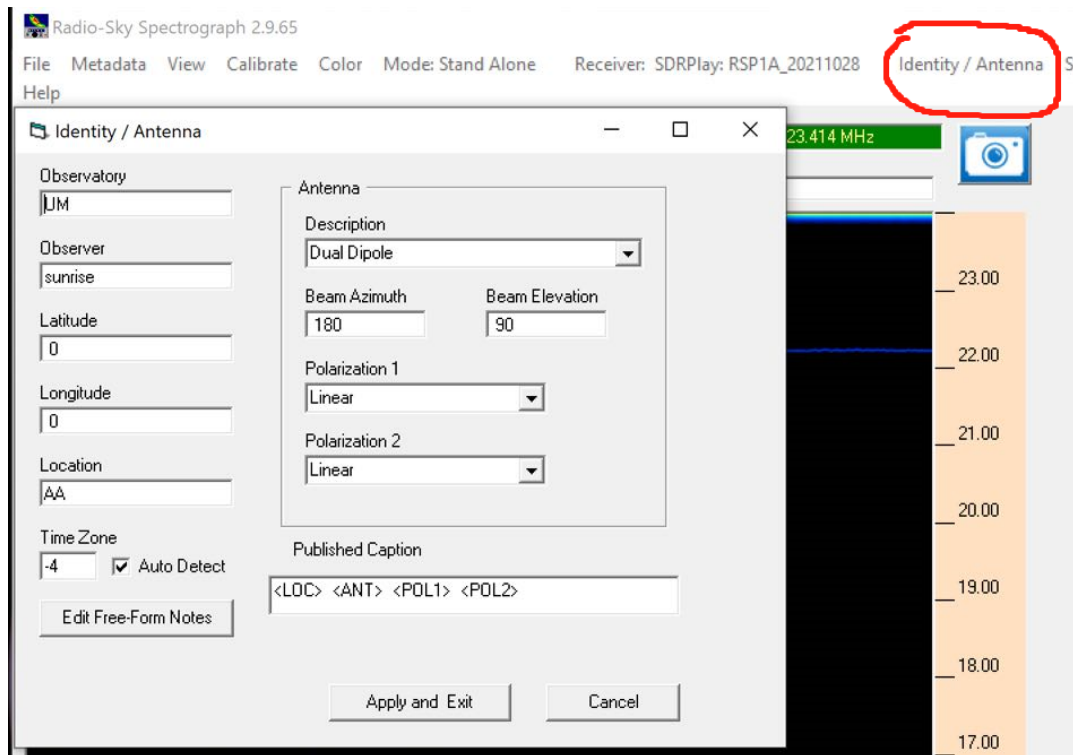 Radio-Sky Spectrograph 2.9.65
File Metadata View Calibrate Color Mode: Stand Alone Receiver: SDRPlay: RSP1A_20211028 Identity / Antenna S
Help
Identity / Antenna
23.414 MHz
Observatory
UM
Observer
sunrise
Latitude
0
Longitude
0
Location
AA
Time Zone
-4 Auto Detect
Edit Free-Form Notes
Antenna
Description
Dual Dipole
Beam Azimuth Beam Elevation
180 90
Polarization 1
Linear
Polarization 2
Linear
Published Caption
<LOC> <ANT> <POL1> <POL2>
Apply and Exit Cancel
23.00
22.00
21.00
20.00
19.00
18.00
17.00